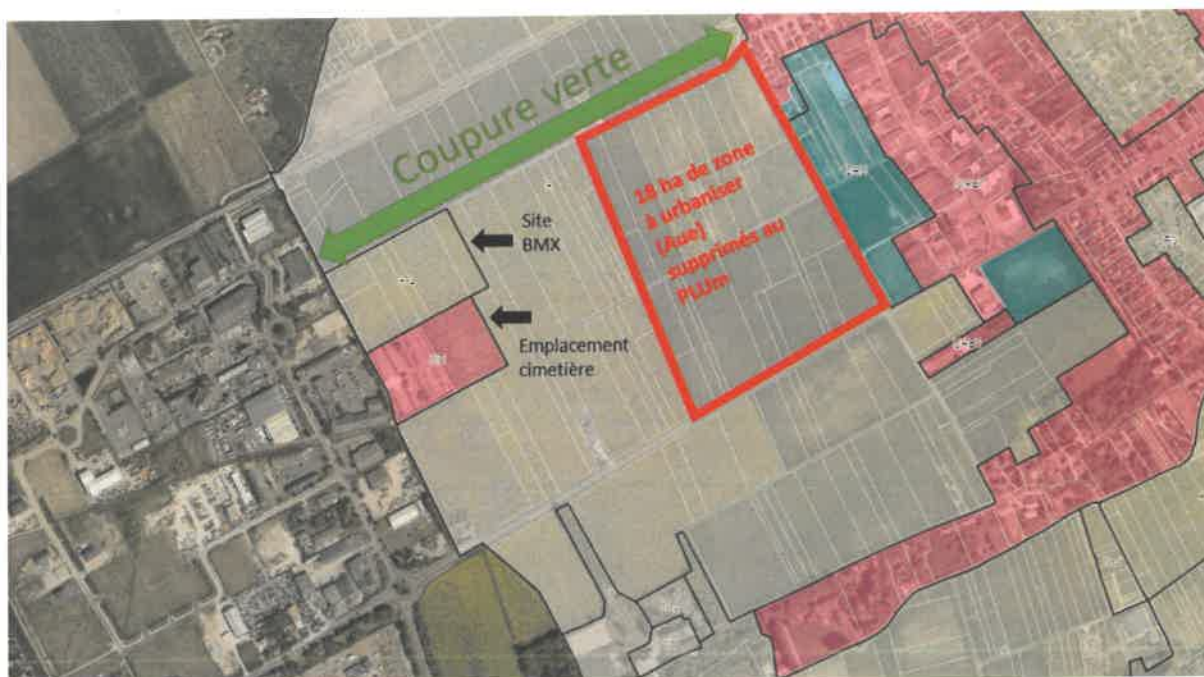 Coupure verte
18 ha de zone
à urbaniser
(Aue)
supprimés au
PLUm
Site
BMX
Emplacement
cimetière